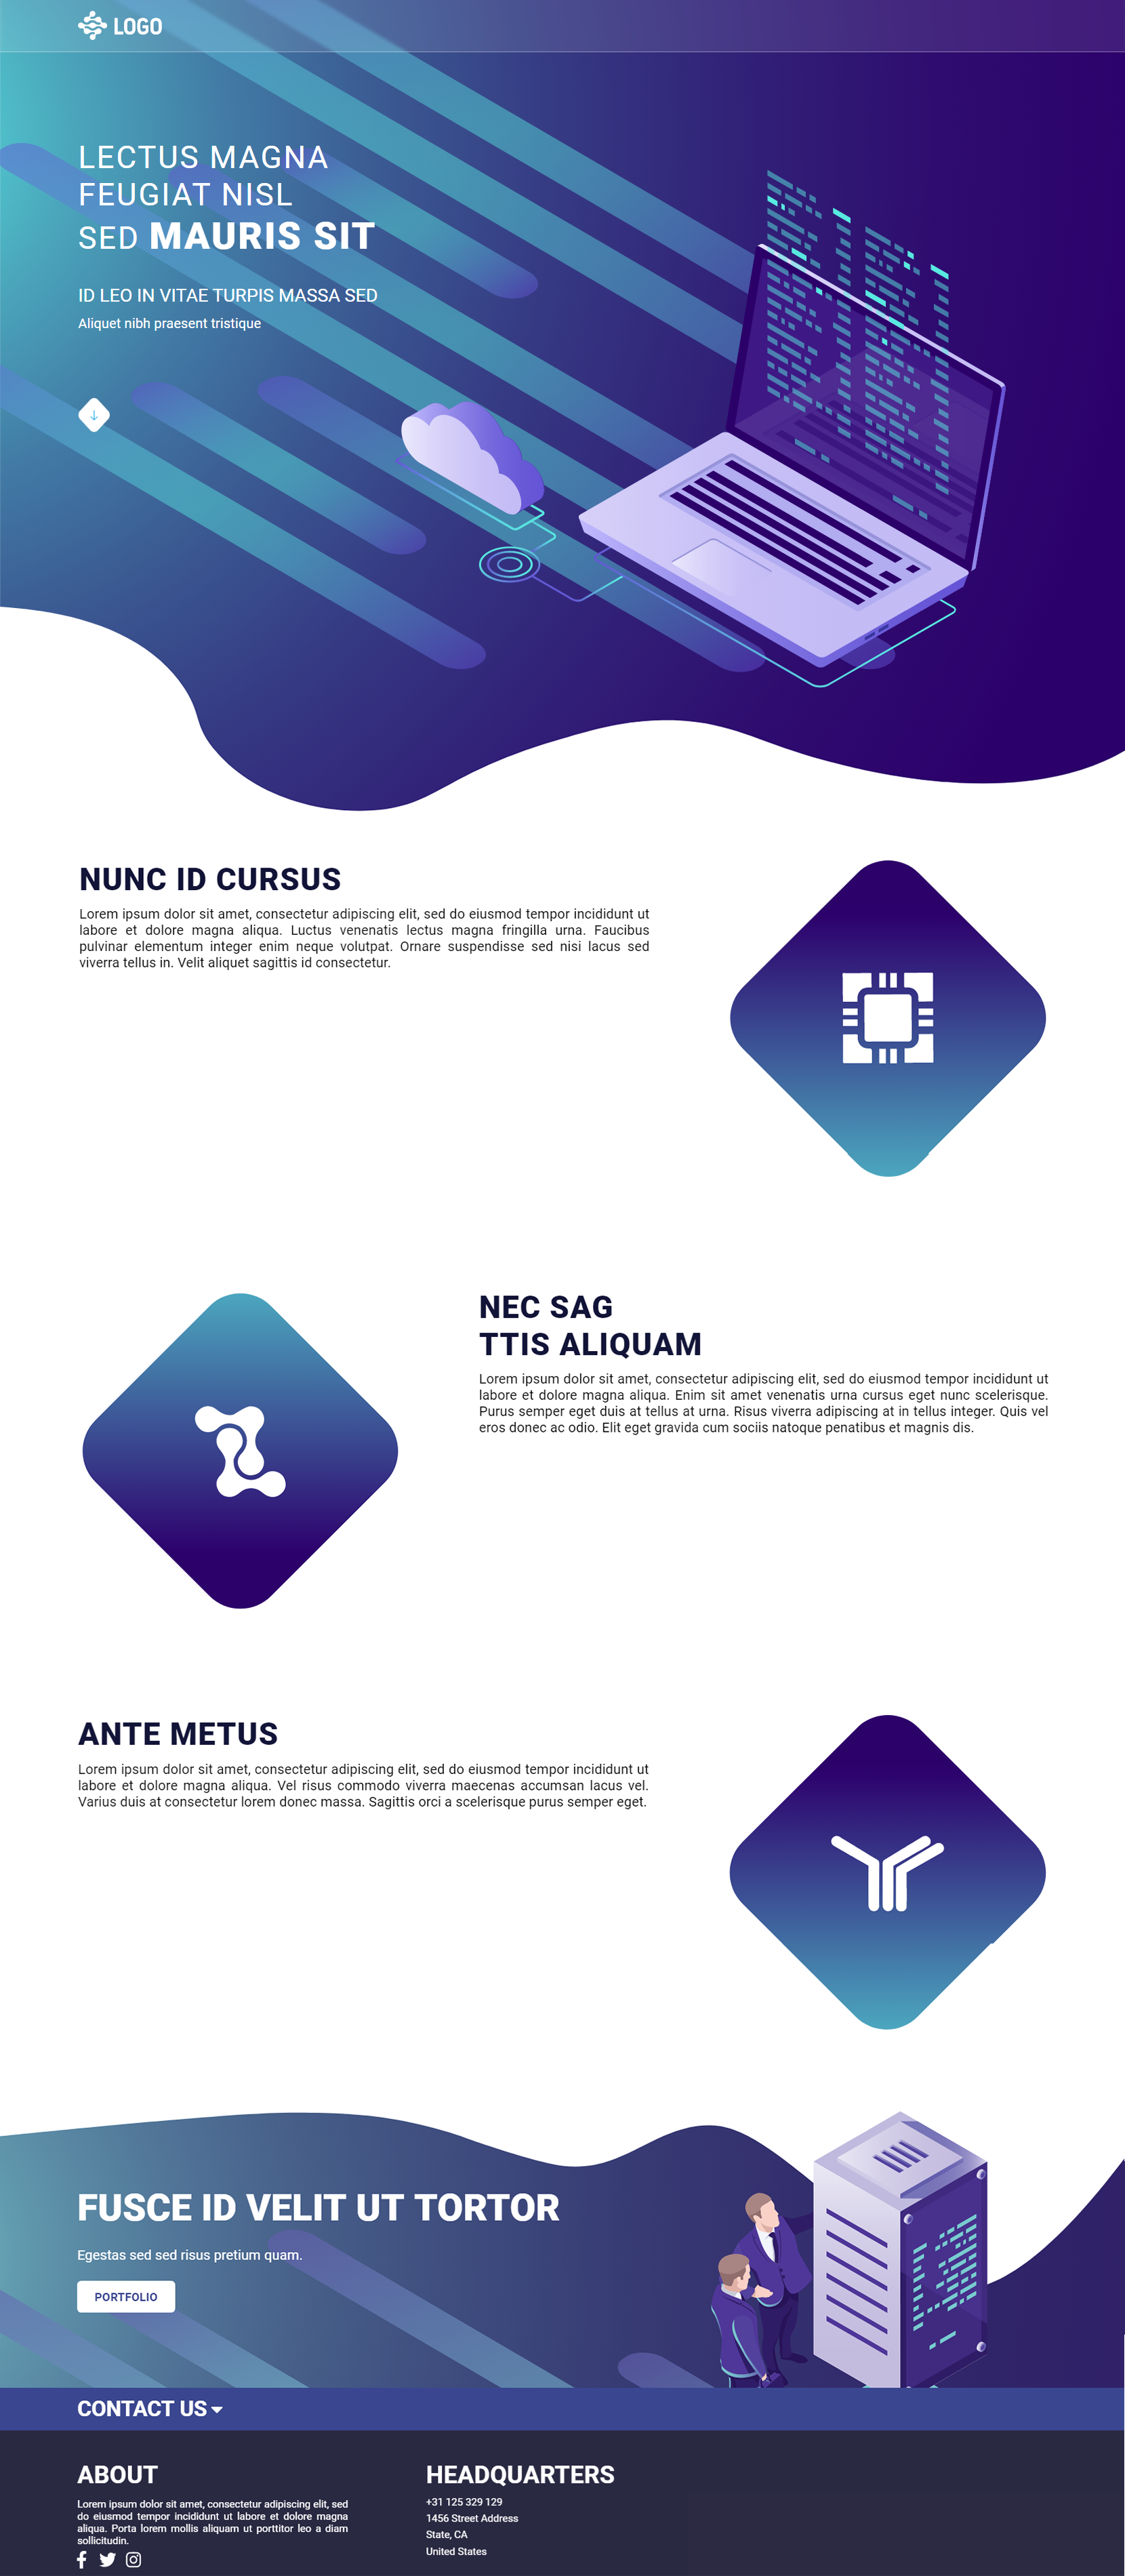 LOGO
LECTUS MAGNA
FEUGIAT NISL
SED MAURIS SIT
ID LEO IN VITAE TURPIS MASSA SED
Aliquet nibh praesent tristique
NUNC ID CURSUS
Lorem ipsum dolor sit amet, consectetur adipiscing elit, sed do eiusmod tempor incididunt ut
labore et dolore magna aliqua. Luctus venenatis lectus magna fringilla urna. Faucibus
pulvinar elementum integer enim neque volutpat. Ornare suspendisse sed nisi lacus sed
viverra tellus in. Velit aliquet sagittis id consectetur.
NEC SAG
TTIS ALIQUAM
Lorem ipsum dolor sit amet, consectetur adipiscing elit, sed do eiusmod tempor incididunt ut
labore et dolore magna aliqua. Enim sit amet venenatis urna cursus eget nunc scelerisque.
Purus semper eget duis at tellus at urna. Risus viverra adipiscing at in tellus integer. Quis vel
eros donec ac odio. Elit eget gravida cum sociis natoque penatibus et magnis dis.
ANTE METUS
Lorem ipsum dolor sit amet, consectetur adipiscing elit, sed do eiusmod tempor incididunt ut
labore et dolore magna aliqua. Vel risus commodo viverra maecenas accumsan lacus vel.
Varius duis at consectetur lorem donec massa. Sagittis orci a scelerisque purus semper eget.
FUSCE ID VELIT UT TORTOR
Egestas sed sed risus pretium quam.
PORTFOLIO
CONTACT US
ABOUT
Lorem ipsum dolor sit amet, consectetur adipiscing elit, sed
do eiusmod tempor incididunt ut labore et dolore magna
aliqua. Porta lorem mollis aliquam ut porttitor leo a diam
sollicitudin.
HEADQUARTERS
+31 125 329 129
1456 Street Address
State, CA
United States